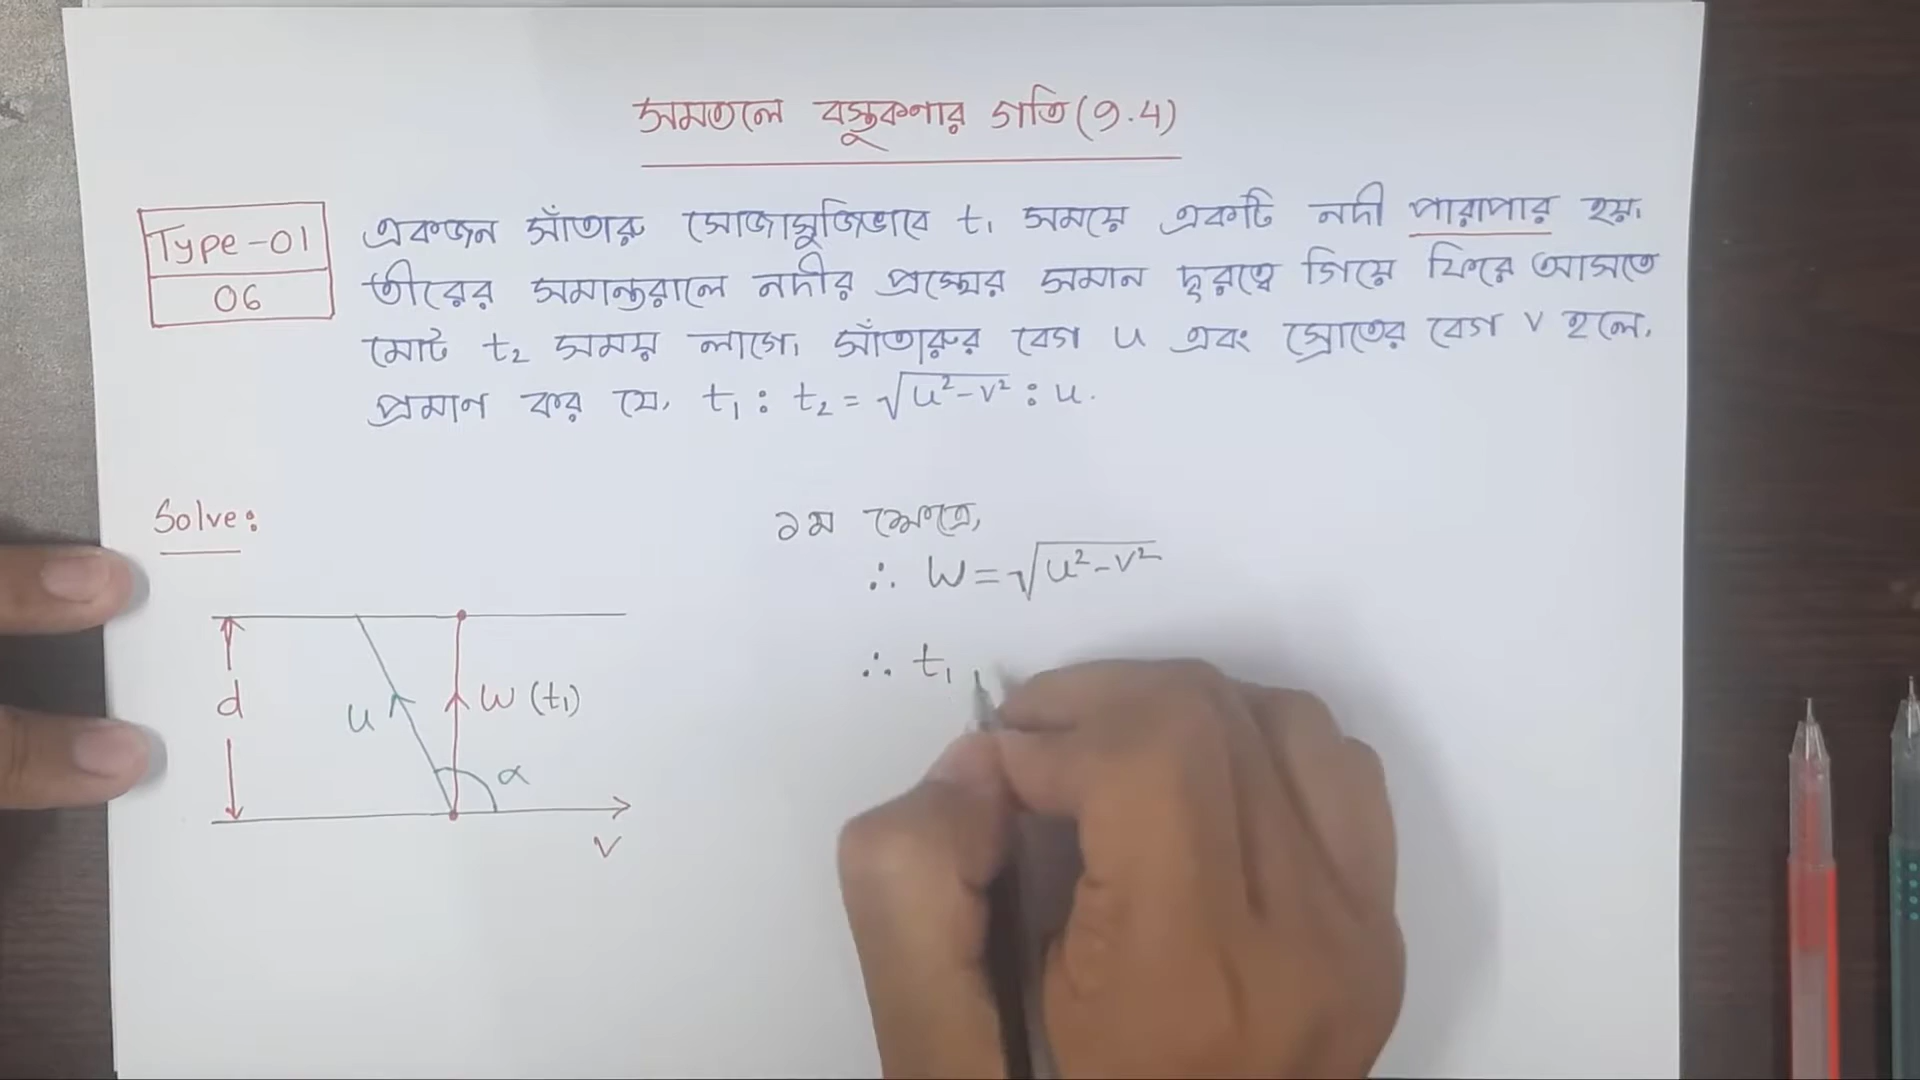 সমতলে বস্তুকণার গতি (9.4)
Type-01
06
একজন সাঁতারু সোজাসুজিভাবে t₁ সময়ে একটি নদী পারাপার হয়।
তীরের সমান্তরালে নদীর প্রস্থের সমান দূরত্বে গিয়ে ফিরে আসতে
মোট t₂ সময় লাগে। সাঁতারুর বেগ u এবং স্রোতের বেগ v হলে,
প্রমান কর যে, t₁ : t₂ = √(u²-v²) : u.
Solve:
d
u
w (t₁)
α
v
১ম ক্ষেত্রে,
∴ W = √(u²-v²)
∴ t₁